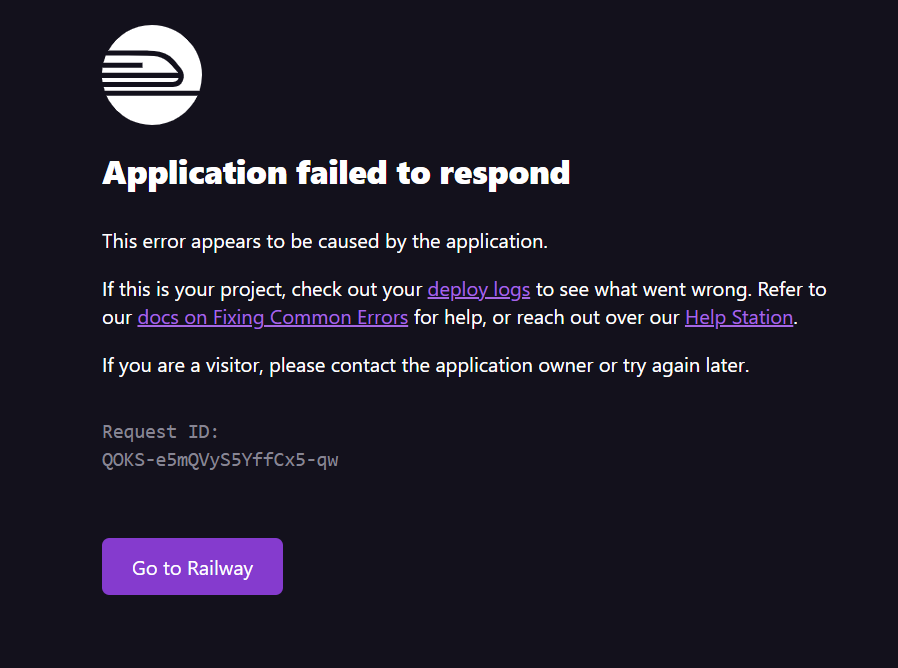 Application failed to respond
This error appears to be caused by the application.
If this is your project, check out your deploy logs to see what went wrong. Refer to
our docs on Fixing Common Errors for help, or reach out over our Help Station.
If you are a visitor, please contact the application owner or try again later.
Request ID:
QOKS-e5mQVyS5YffCx5-qw
Go to Railway